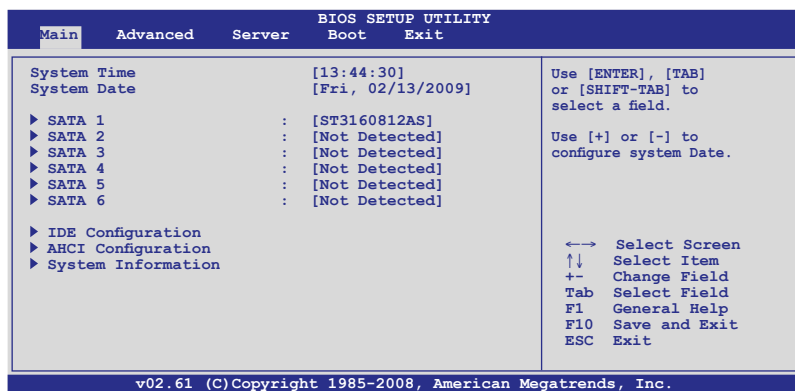 BIOS SETUP UTILITY
Main Advanced Server Boot Exit
System Time [13:44:30]
System Date [Fri, 02/13/2009]
SATA 1 : [ST3160812AS]
SATA 2 : [Not Detected]
SATA 3 : [Not Detected]
SATA 4 : [Not Detected]
SATA 5 : [Not Detected]
SATA 6 : [Not Detected]
IDE Configuration
AHCI Configuration
System Information
Use [ENTER], [TAB]
or [SHIFT-TAB] to
select a field.
Use [+] or [-] to
configure system Date.
←→ Select Screen
↑↓ Select Item
+- Change Field
Tab Select Field
F1 General Help
F10 Save and Exit
ESC Exit
v02.61 (C)Copyright 1985-2008, American Megatrends, Inc.